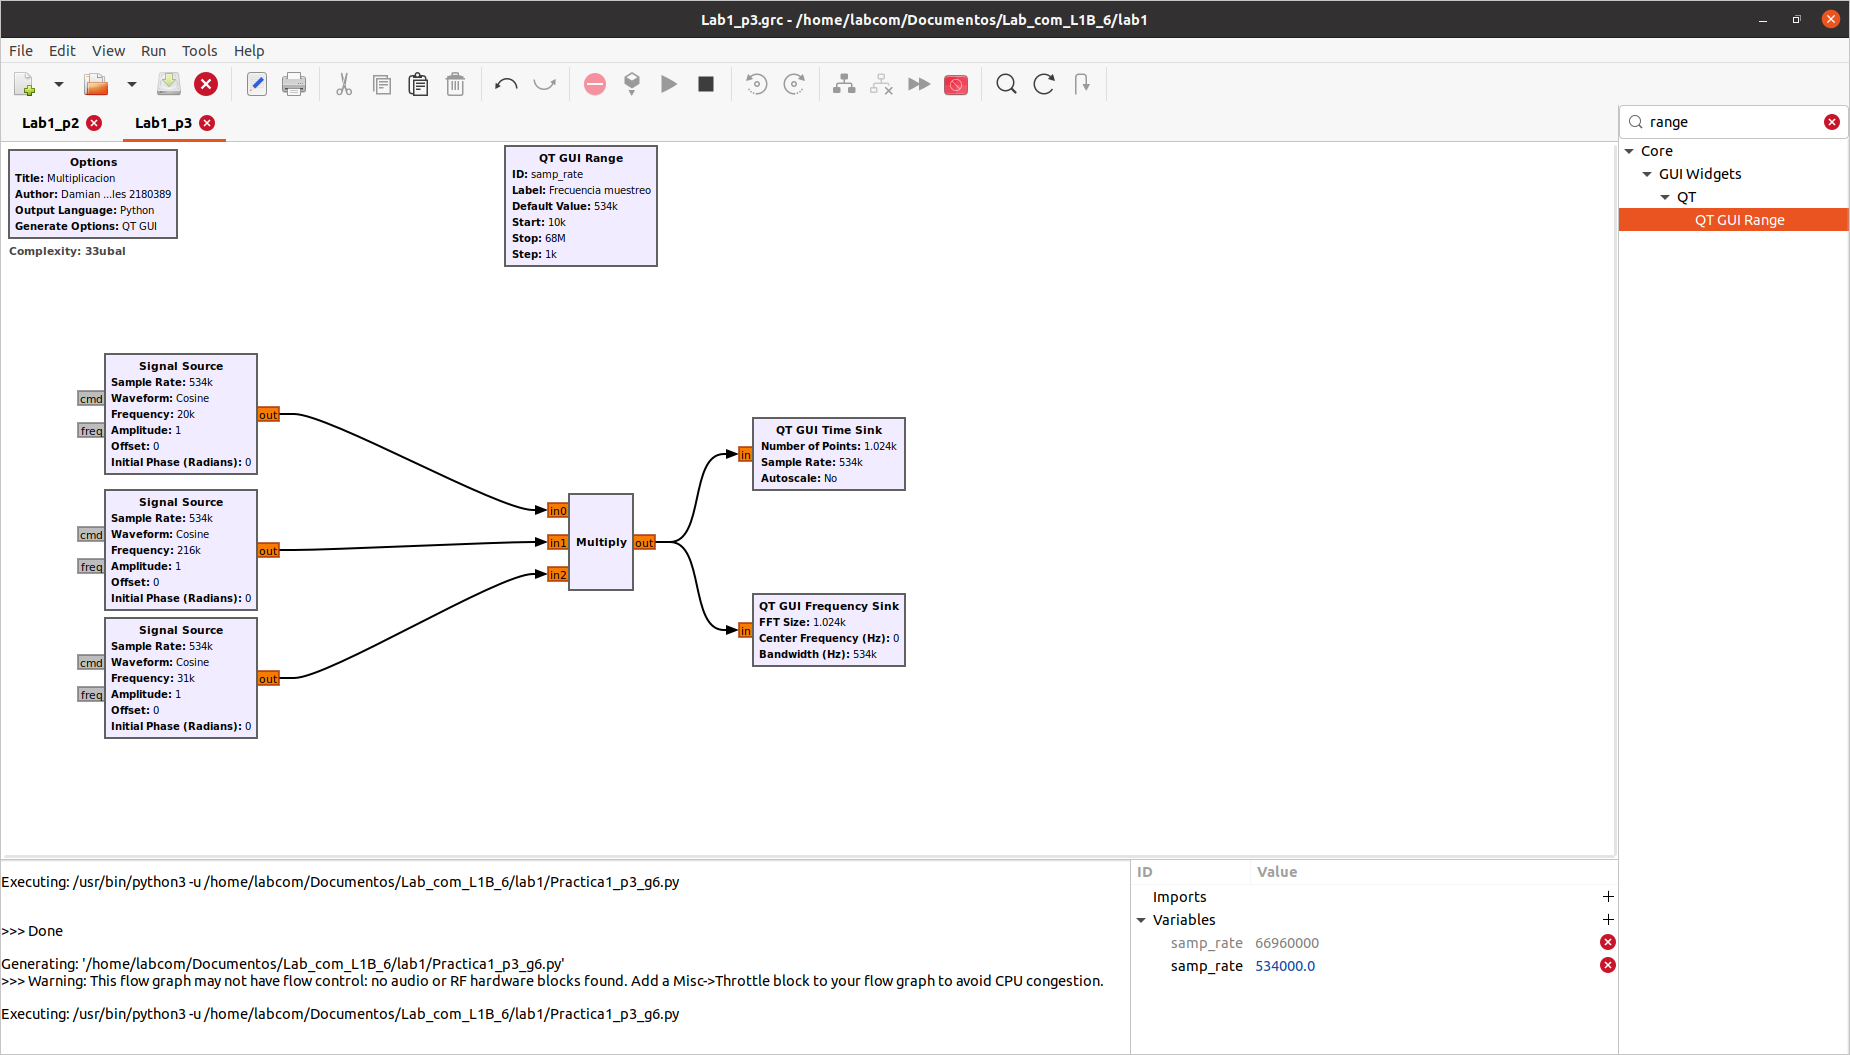 Lab1_p3.grc - /home/labcom/Documentos/Lab_com_L1B_6/lab1
File Edit View Run Tools Help
Lab1_p2
Lab1_p3
range
Core
GUI Widgets
QT
QT GUI Range
Options
Title: Multiplicacion
Author: Damian ...les 2180389
Output Language: Python
Generate Options: QT GUI
Complexity: 33ubal
QT GUI Range
ID: samp_rate
Label: Frecuencia muestreo
Default Value: 534k
Start: 10k
Stop: 68M
Step: 1k
Signal Source
Sample Rate: 534k
Waveform: Cosine
Frequency: 20k
Amplitude: 1
Offset: 0
Initial Phase (Radians): 0
cmd
freq
out
Signal Source
Sample Rate: 534k
Waveform: Cosine
Frequency: 216k
Amplitude: 1
Offset: 0
Initial Phase (Radians): 0
cmd
freq
out
Signal Source
Sample Rate: 534k
Waveform: Cosine
Frequency: 31k
Amplitude: 1
Offset: 0
Initial Phase (Radians): 0
cmd
freq
out
in0
in1
in2
Multiply
out
in
QT GUI Time Sink
Number of Points: 1.024k
Sample Rate: 534k
Autoscale: No
in
QT GUI Frequency Sink
FFT Size: 1.024k
Center Frequency (Hz): 0
Bandwidth (Hz): 534k
Executing: /usr/bin/python3 -u /home/labcom/Documentos/Lab_com_L1B_6/lab1/Practica1_p3_g6.py
>>> Done
Generating: '/home/labcom/Documentos/Lab_com_L1B_6/lab1/Practica1_p3_g6.py'
>>> Warning: This flow graph may not have flow control: no audio or RF hardware blocks found. Add a Misc->Throttle block to your flow graph to avoid CPU congestion.
Executing: /usr/bin/python3 -u /home/labcom/Documentos/Lab_com_L1B_6/lab1/Practica1_p3_g6.py
ID Value
Imports
Variables
samp_rate 66960000
samp_rate 534000.0